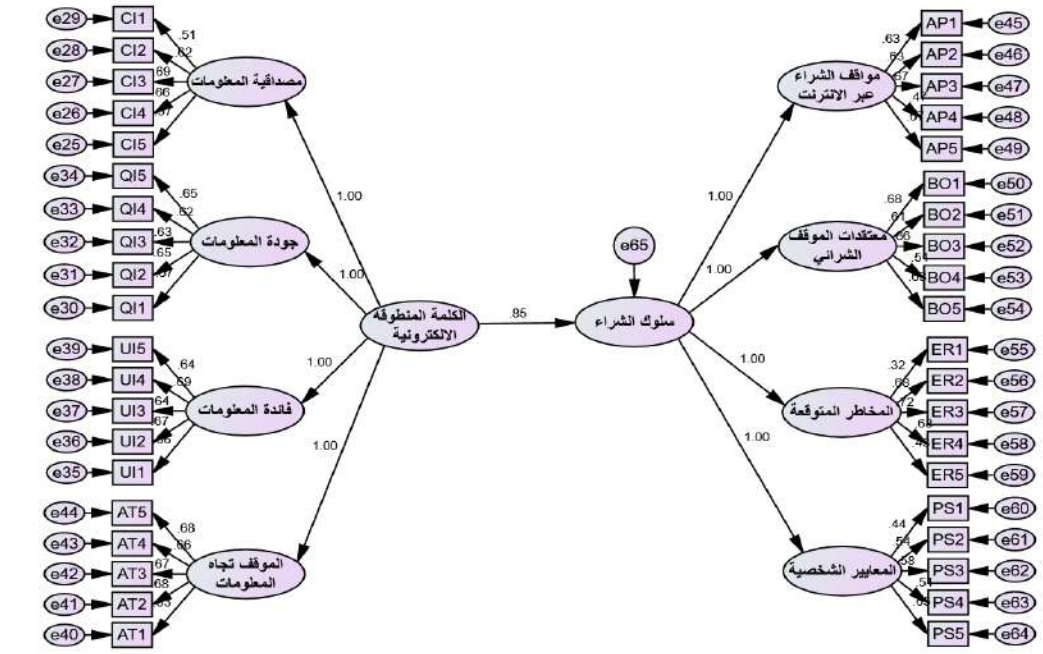 e29 CI1
.51
e28 CI2
.62
e27 CI3
.69
e26 CI4
.66
e25 CI5
مصداقية المعلومات
e34 QI5
.65
e33 QI4
.62
e32 QI3
.63
e31 QI2
.65
e30 QI1
جودة المعلومات
e39 UI5
.64
e38 UI4
.69
e37 UI3
.64
e36 UI2
.67
e35 UI1
فائدة المعلومات
e44 AT5
.68
e43 AT4
.66
e42 AT3
.67
e41 AT2
.68
e40 AT1
الموقف تجاه
المعلومات
1.00
1.00
1.00
1.00
الكلمة المنطوقة
الالكترونية
.85
e65
سلوك الشراء
1.00
1.00
1.00
1.00
مواقف الشراء
عبر الانترنت
.63
AP1 e45
.63
AP2 e46
.57
AP3 e47
AP4 e48
AP5 e49
معتقدات الموقف
الشرائي
.68
BO1 e50
.61
BO2 e51
.66
BO3 e52
BO4 e53
BO5 e54
المخاطر المتوقعة
.32
ER1 e55
.68
ER2 e56
.72
ER3 e57
ER4 e58
ER5 e59
المعايير الشخصية
.44
PS1 e60
PS2 e61
.58
PS3 e62
PS4 e63
PS5 e64